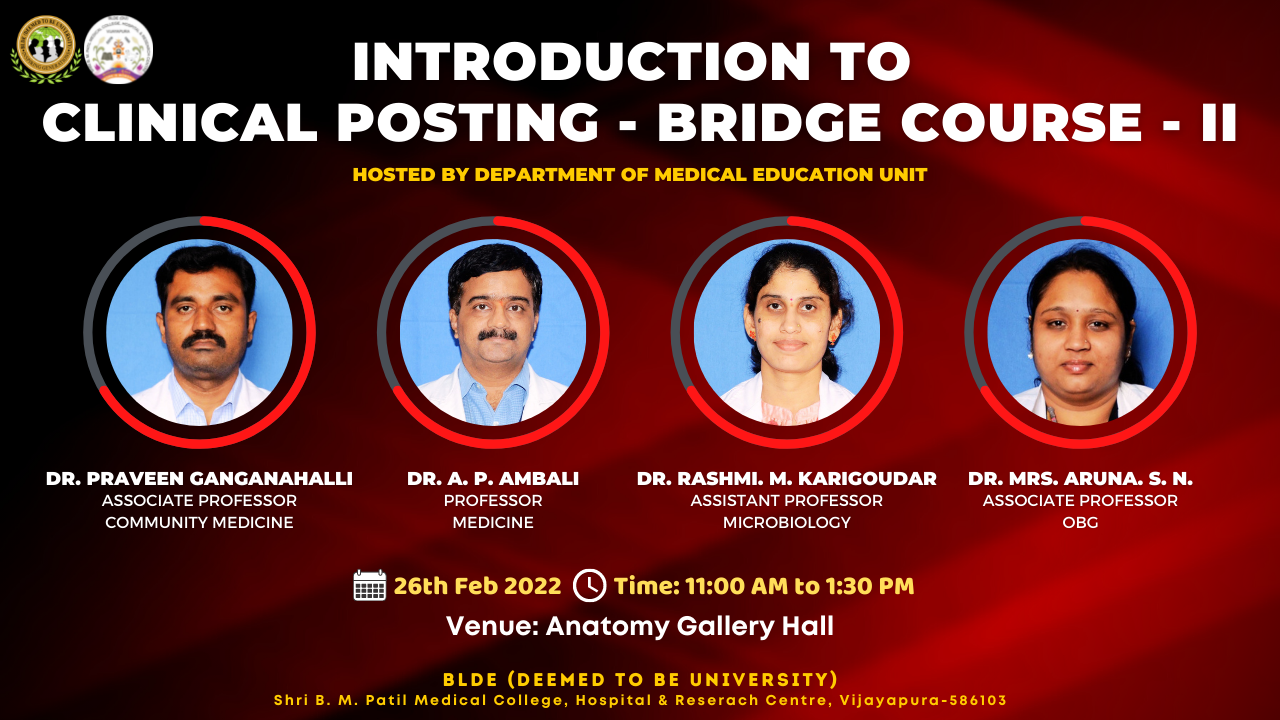 INTRODUCTION TO
CLINICAL POSTING - BRIDGE COURSE - II
HOSTED BY DEPARTMENT OF MEDICAL EDUCATION UNIT
DR. PRAVEEN GANGANAHALLI
ASSOCIATE PROFESSOR
COMMUNITY MEDICINE
DR. A. P. AMBALI
PROFESSOR
MEDICINE
DR. RASHMI. M. KARIGOUDAR
ASSISTANT PROFESSOR
MICROBIOLOGY
DR. MRS. ARUNA. S. N.
ASSOCIATE PROFESSOR
OBG
26th Feb 2022 Time: 11:00 AM to 1:30 PM
Venue: Anatomy Gallery Hall
BLDE (DEEMED TO BE UNIVERSITY)
Shri B. M. Patil Medical College, Hospital & Reserach Centre, Vijayapura-586103